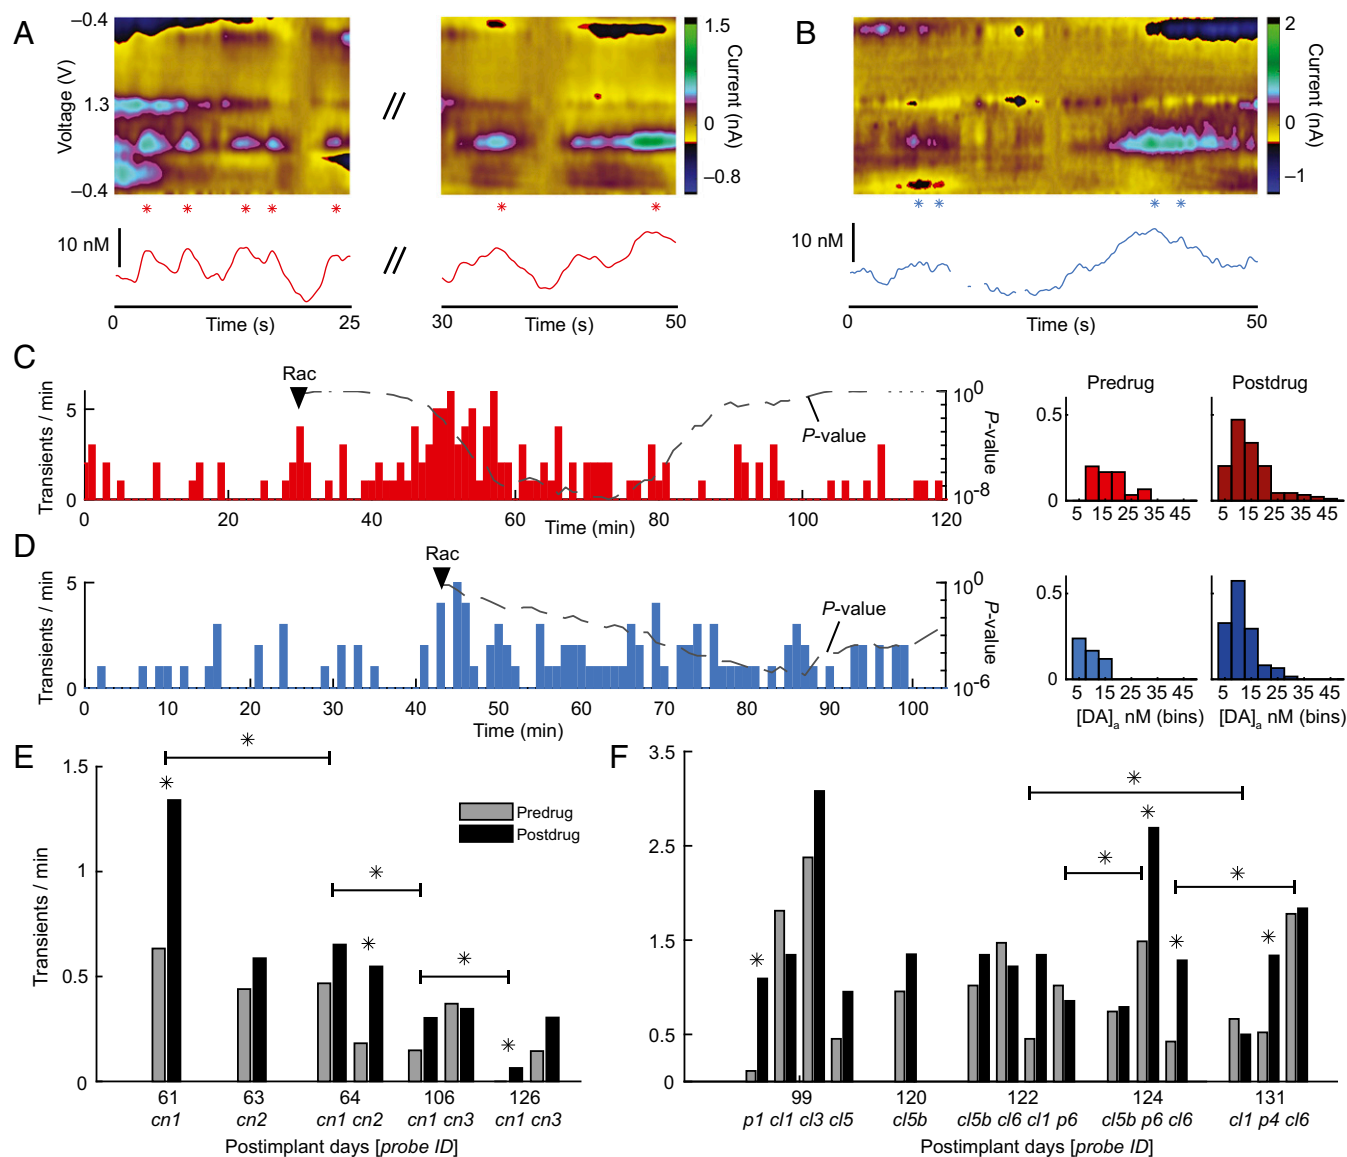 A
–0.4
1.3
–0.4
Voltage (V)
//
1.5
0
–0.8
Current (nA)
* * * * * * *
10 nM
//
0
Time (s)
25
30
Time (s)
50
B
2
0
–1
Current (nA)
* * * *
10 nM
0
Time (s)
50
C
Rac
Transients / min
5
0
P-value
10^0
10^-8
P-value
0 20 40 60 80 100 120
Time (min)
Predrug
0.5
0
5 15 25 35 45
Postdrug
5 15 25 35 45
D
Rac
Transients / min
5
0
P-value
10^0
10^-6
P-value
0 10 20 30 40 50 60 70 80 90 100
Time (min)
0.5
0
5 15 25 35 45
[DA]a nM (bins)
5 15 25 35 45
[DA]a nM (bins)
E
*
*
*
*
*
*
Predrug
Postdrug
Transients / min
1.5
1
0.5
0
61 63 64 106 126
cn1 cn2 cn1 cn2 cn1 cn3 cn1 cn3
Postimplant days [probe ID]
F
*
*
*
*
*
*
*
3.5
2.5
1.5
0.5
0
99 120 122 124 131
p1 cl1 cl3 cl5 cl5b cl5b cl6 cl1 p6 cl5b p6 cl6 cl1 p4 cl6
Postimplant days [probe ID]